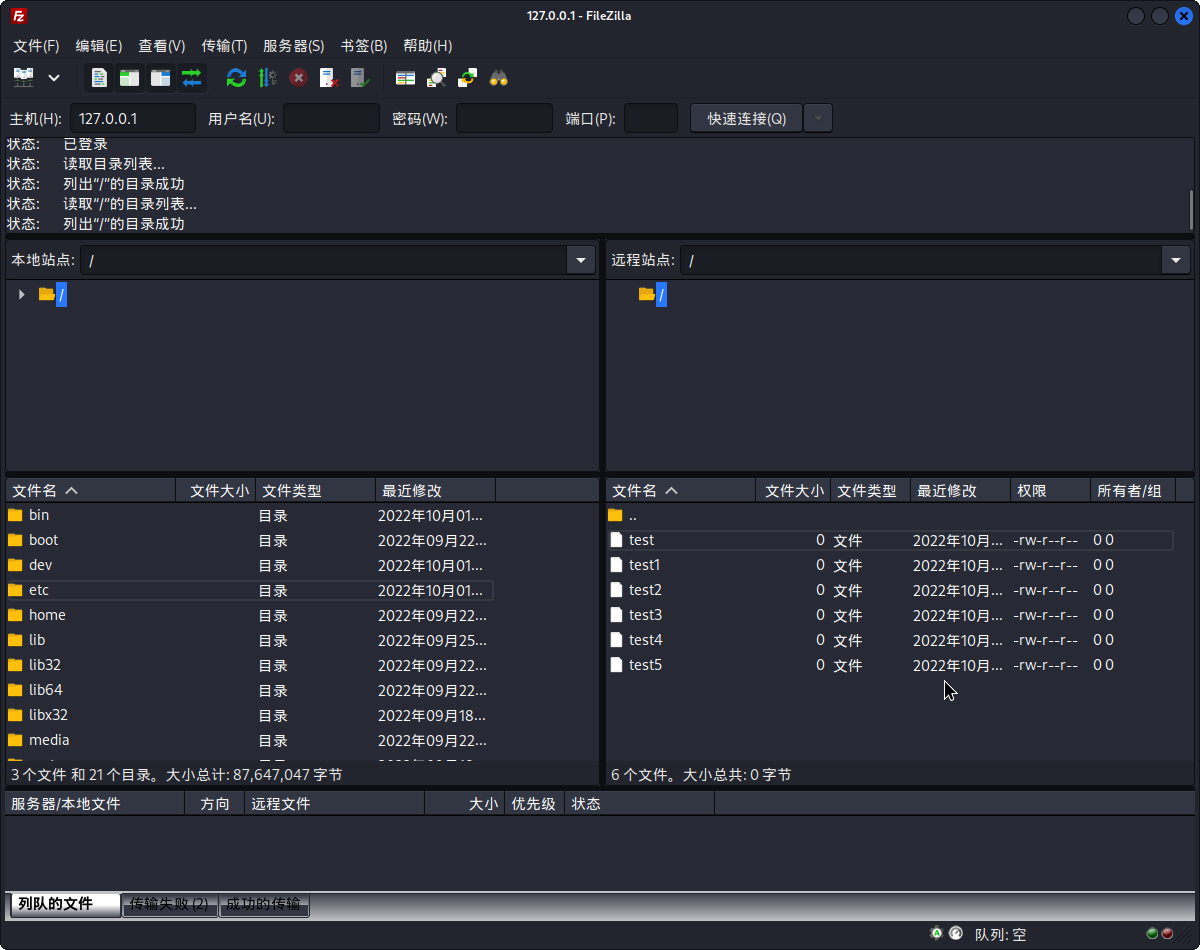 127.0.0.1 - FileZilla
文件(F) 编辑(E) 查看(V) 传输(T) 服务器(S) 书签(B) 帮助(H)
主机(H): 127.0.0.1 用户名(U): 密码(W): 端口(P): 快速连接(Q)
状态: 已登录
状态: 读取目录列表...
状态: 列出“/”的目录成功
状态: 读取“/”的目录列表...
状态: 列出“/”的目录成功
本地站点: /
/
远程站点: /
/
文件名 文件大小 文件类型 最近修改
bin 目录 2022年10月01...
boot 目录 2022年09月22...
dev 目录 2022年10月01...
etc 目录 2022年10月01...
home 目录 2022年09月22...
lib 目录 2022年09月25...
lib32 目录 2022年09月22...
lib64 目录 2022年09月22...
libx32 目录 2022年09月18...
media 目录 2022年09月22...
3 个文件 和 21 个目录。大小总计: 87,647,047 字节
文件名 文件大小 文件类型 最近修改 权限 所有者/组
..
test 0 文件 2022年10月... -rw-r--r-- 0 0
test1 0 文件 2022年10月... -rw-r--r-- 0 0
test2 0 文件 2022年10月... -rw-r--r-- 0 0
test3 0 文件 2022年10月... -rw-r--r-- 0 0
test4 0 文件 2022年10月... -rw-r--r-- 0 0
test5 0 文件 2022年10月... -rw-r--r-- 0 0
6 个文件。大小总共: 0 字节
服务器/本地文件 方向 远程文件 大小 优先级 状态
列队的文件 传输失败 (2) 成功的传输
队列: 空